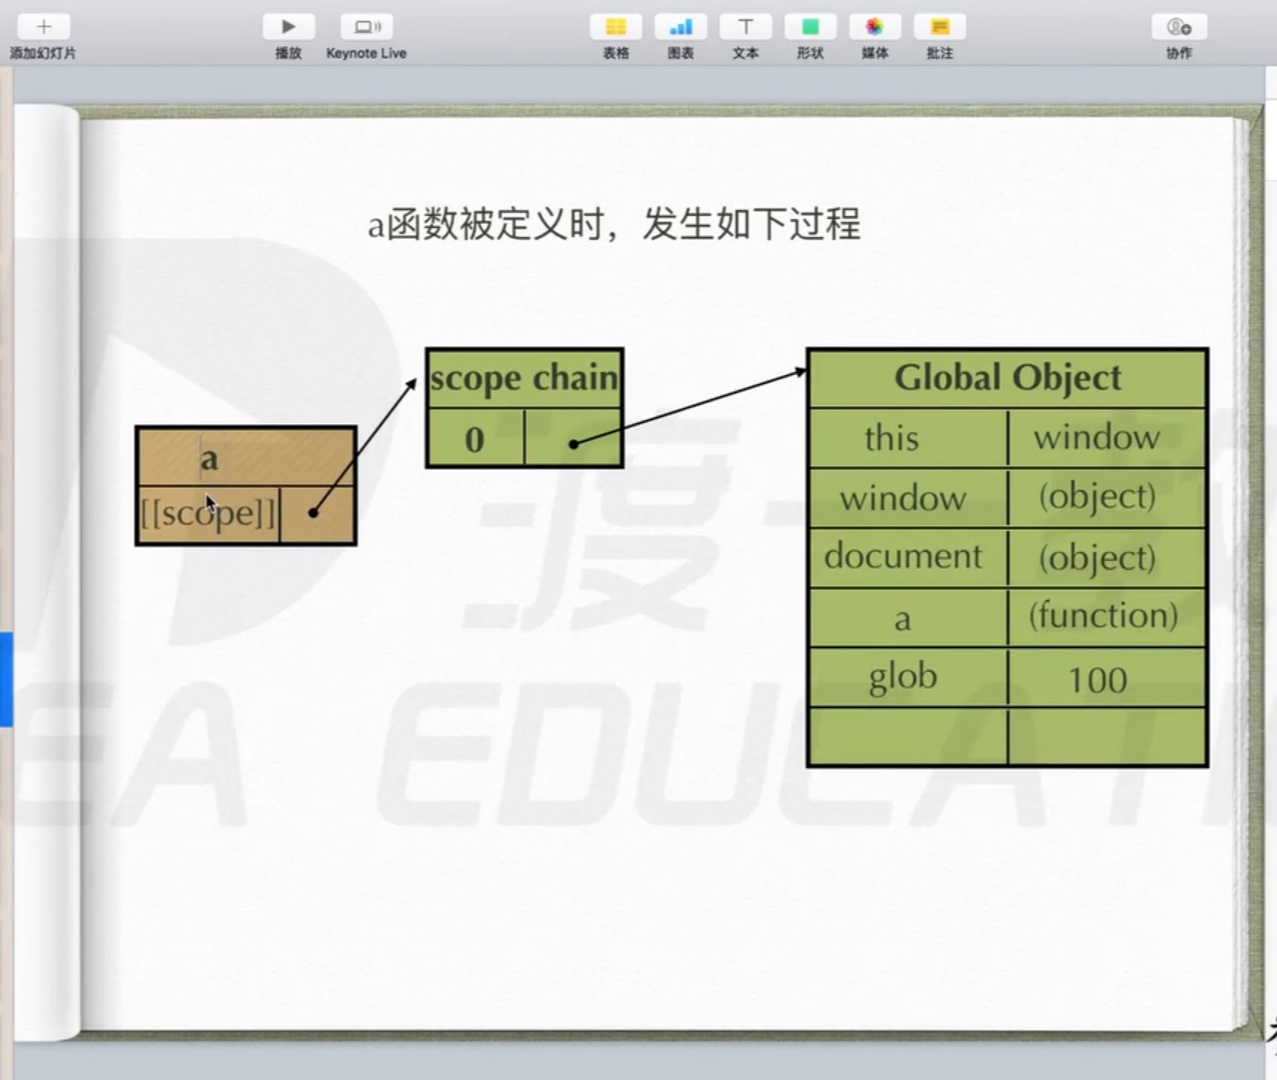 添加幻灯片 播放 Keynote Live 表格 图表 文本 形状 媒体 批注 协作
a函数被定义时，发生如下过程
a
[[scope]]
scope chain
0
Global Object
this window
window (object)
document (object)
a (function)
glob 100
渡一教
EA EDUCATI